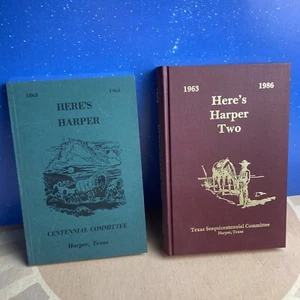 1863 1963
HERE'S
HARPER
CENTENNIAL COMMITTEE
Harper, Texas
1963 1986
Here's
Harper
Two
Texas Sesquicentennial Committee
Harper, Texas